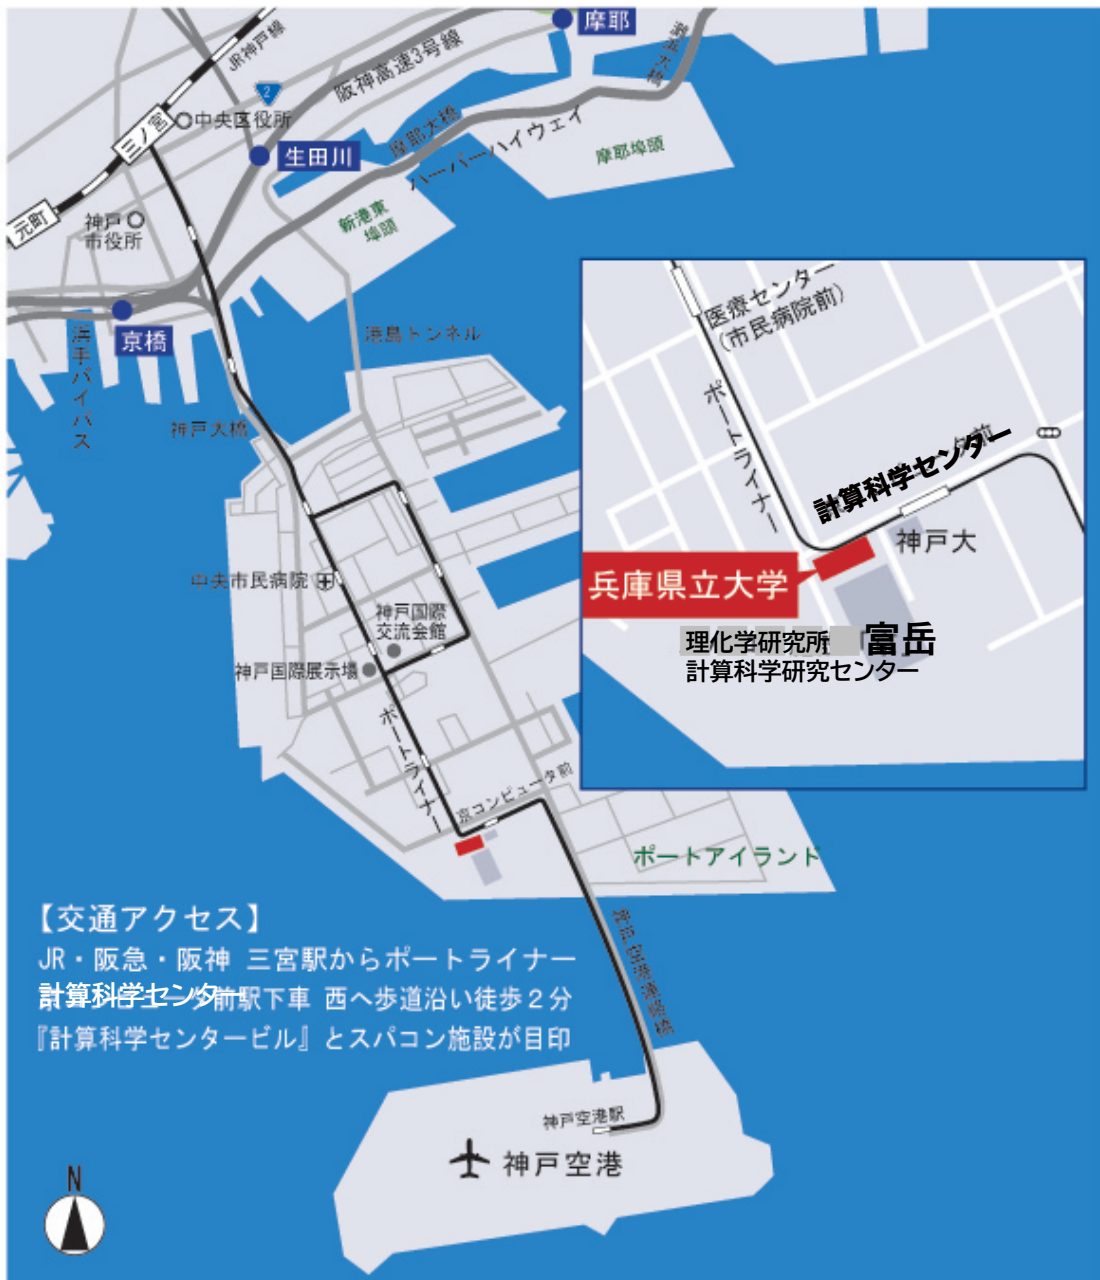 摩耶
JR神戸線
阪神高速3号線
2
中央区役所
三ノ宮
生田川
摩耶大橋
ハーバーハイウェイ
摩耶埠頭
元町
神戸
市役所
新港東
埠頭
京橋
浜手バイパス
港島トンネル
神戸大橋
医療センター
(市民病院前)
ポートライナー
計算科学センター
前
神戸大
兵庫県立大学
理化学研究所
富岳
計算科学研究センター
中央市民病院
神戸国際
交流会館
神戸国際展示場
ポートライナー
京コンピュータ前
ポートアイランド
【交通アクセス】
JR・阪急・阪神 三宮駅からポートライナー
計算科学センター前駅下車 西へ歩道沿い徒歩2分
『計算科学センタービル』とスパコン施設が目印
神戸空港駅
神戸空港
N